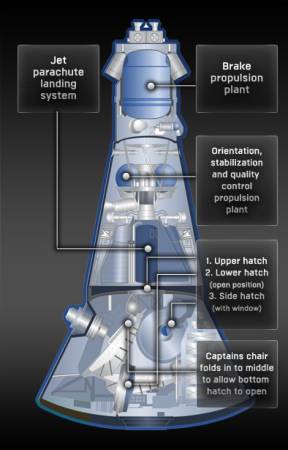 Jet
parachute
landing
system
Brake
propulsion
plant
Orientation,
stabilization
and quality
control
propulsion
plant
1. Upper hatch
2. Lower hatch
(open position)
3. Side hatch
(with window)
Captains chair
folds in to middle
to allow bottom
hatch to open